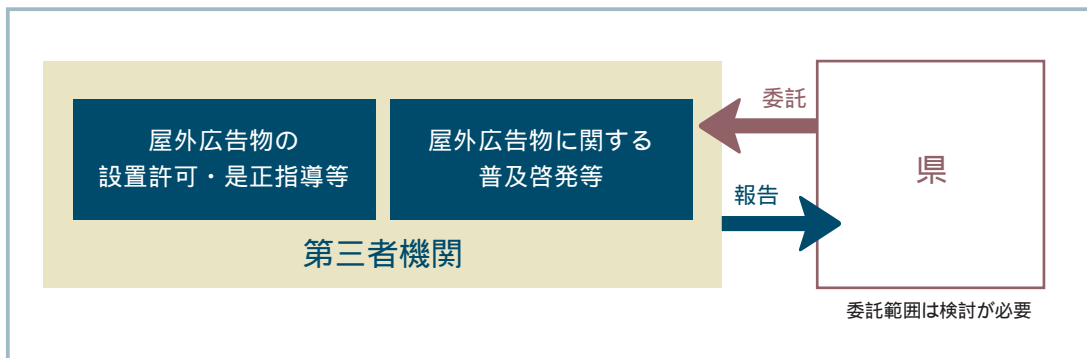 屋外広告物の
設置許可・是正指導等
屋外広告物に関する
普及啓発等
第三者機関
委託
報告
県
委託範囲は検討が必要